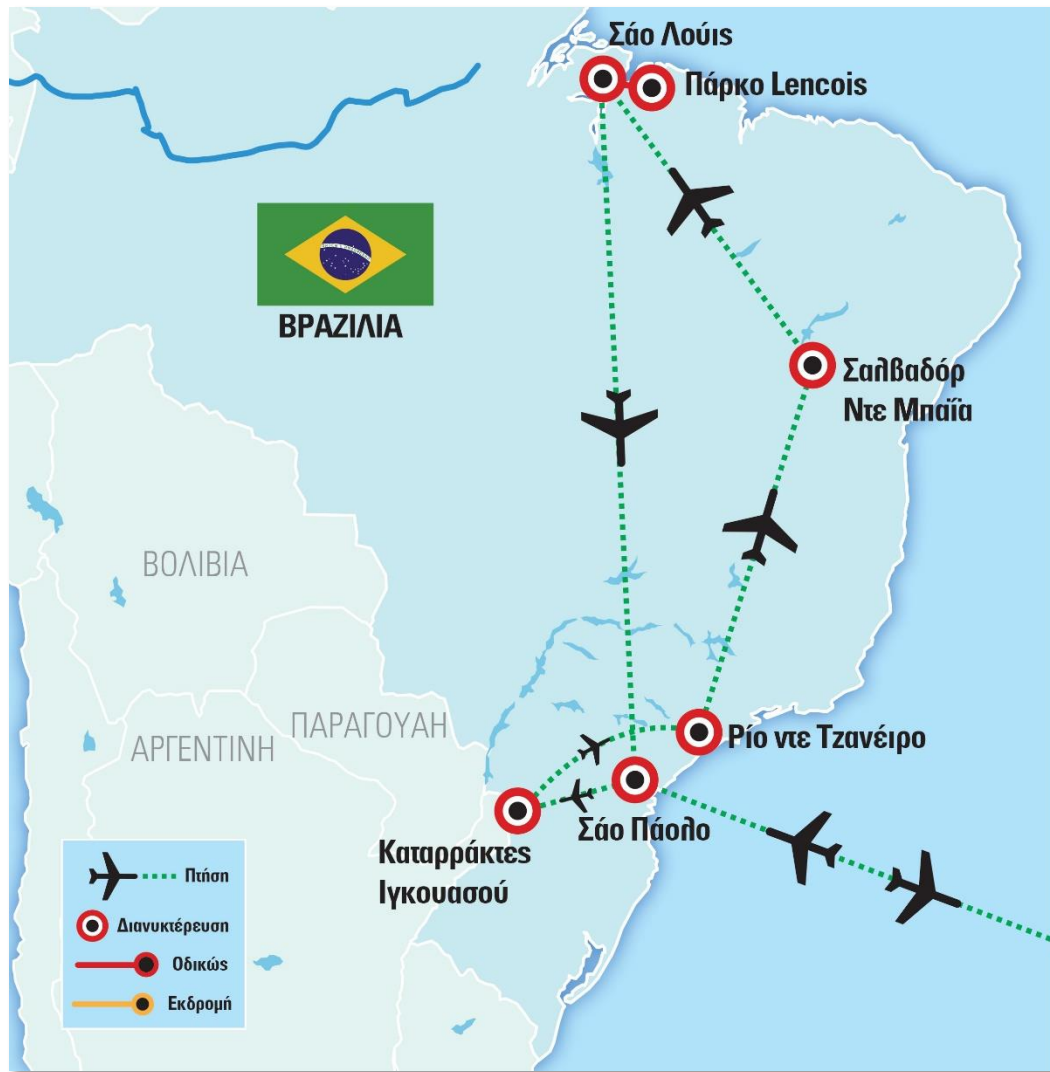 Σάο Λούις
Πάρκο Lencois
ΒΡΑΖΙΛΙΑ
Σαλβαδόρ
Ντε Μπαΐα
ΒΟΛΙΒΙΑ
ΠΑΡΑΓΟΥΑΗ
ΑΡΓΕΝΤΙΝΗ
Ρίο ντε Τζανέιρο
Σάο Πάολο
Καταρράκτες
Ιγκουασού
Πτήση
Διανυκτέρευση
Οδικώς
Εκδρομή